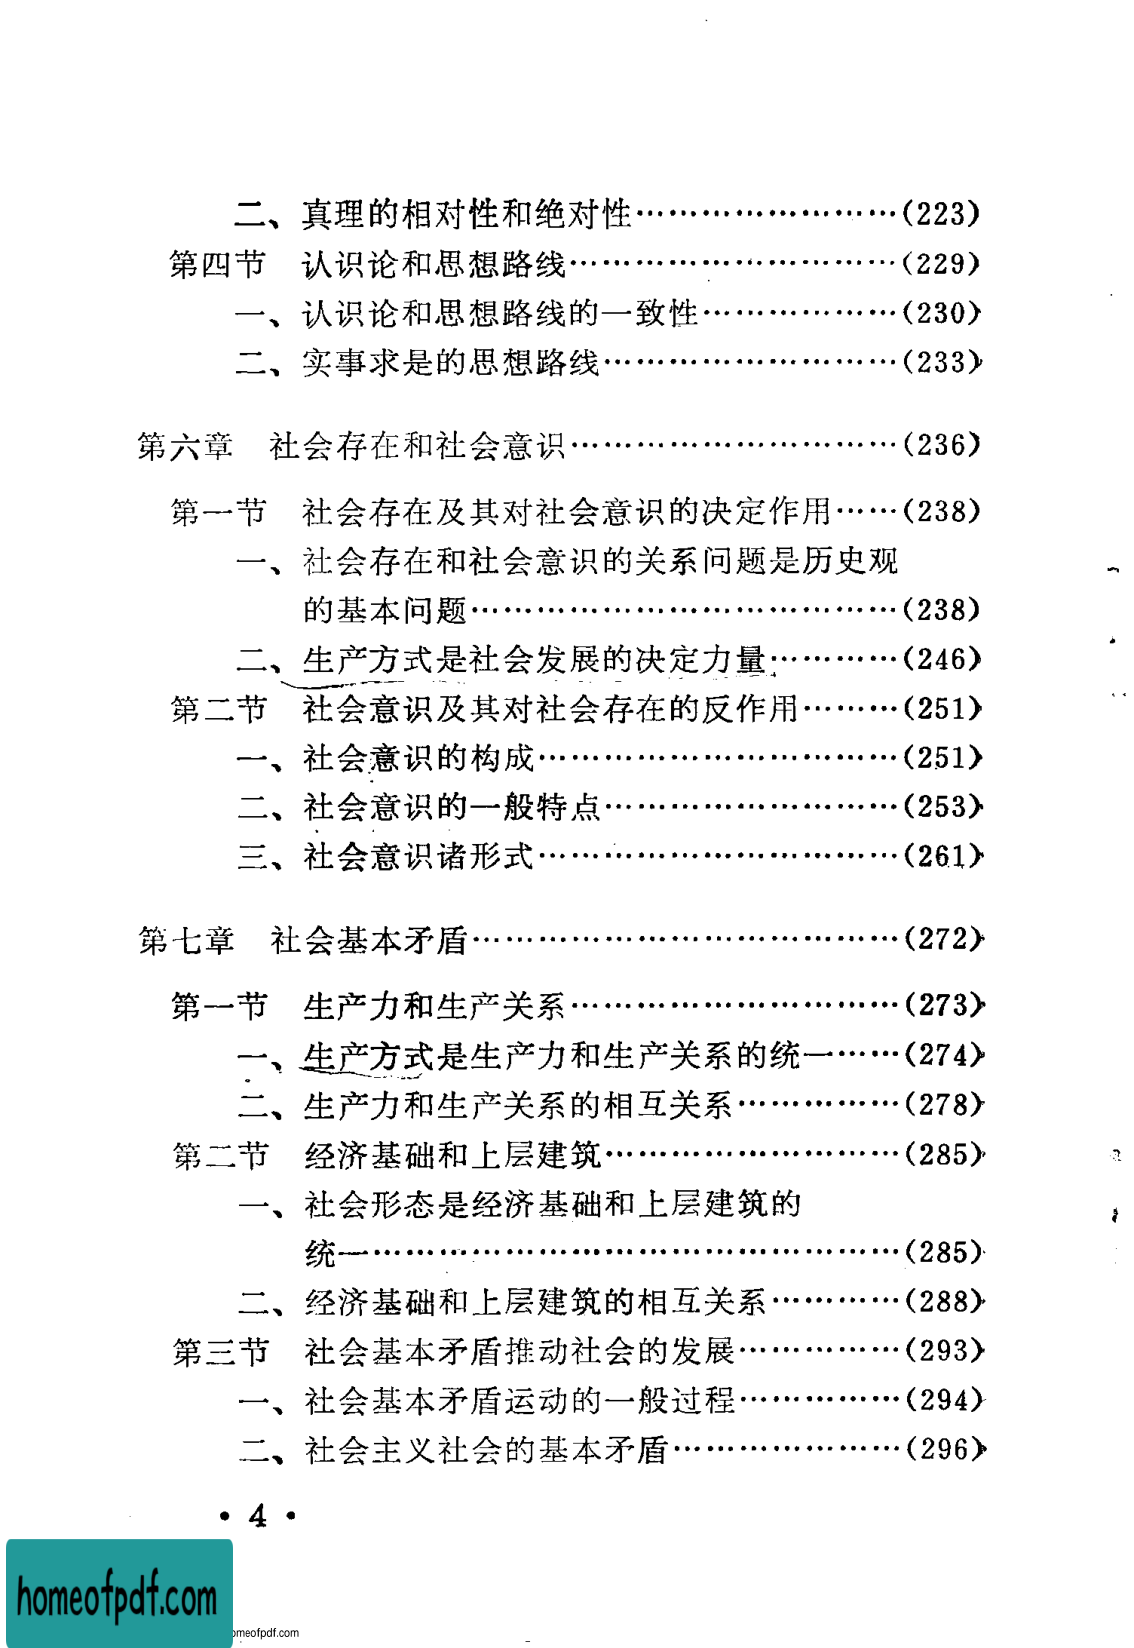 二、真理的相对性和绝对性……………………(223)
第四节　认识论和思想路线…………………………(229)
一、认识论和思想路线的一致性………………(230)
二、实事求是的思想路线………………………(233)
第六章　社会存在和社会意识…………………………(236)
第一节　社会存在及其对社会意识的决定作用……(238)
一、社会存在和社会意识的关系问题是历史观
的基本问题…………………………………(238)
二、生产方式是社会发展的决定力量…………(246)
第二节　社会意识及其对社会存在的反作用………(251)
一、社会意识的构成……………………………(251)
二、社会意识的一般特点………………………(253)
三、社会意识诸形式……………………………(261)
第七章　社会基本矛盾…………………………………(272)
第一节　生产力和生产关系…………………………(273)
一、生产方式是生产力和生产关系的统一……(274)
二、生产力和生产关系的相互关系……………(278)
第二节　经济基础和上层建筑………………………(285)
一、社会形态是经济基础和上层建筑的
统一…………………………………………(285)
二、经济基础和上层建筑的相互关系…………(288)
第三节　社会基本矛盾推动社会的发展……………(293)
一、社会基本矛盾运动的一般过程……………(294)
二、社会主义社会的基本矛盾…………………(296)
• 4 •
homeofpdf.com
omeofpdf.com